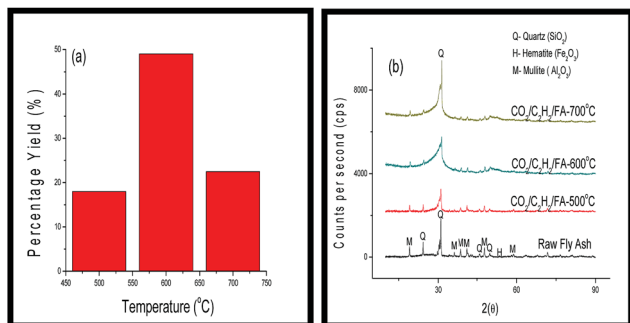 (a)
50
40
30
20
10
0
Percentage Yield (%)
450 500 550 600 650 700 750
Temperature (°C)
(b)
Q- Quartz (SiO₂)
H- Hematite (Fe₂O₃)
M- Mullite (Al₂O₃)
Q
8000
CO₂/C₂H₂/FA-700°C
Q
CO₂/C₂H₂/FA-600°C
4000
Q
CO₂/C₂H₂/FA-500°C
Q
M Q M M M Q M Q H M
Raw Fly Ash
0
Counts per second (cps)
30 60 90
2(θ)